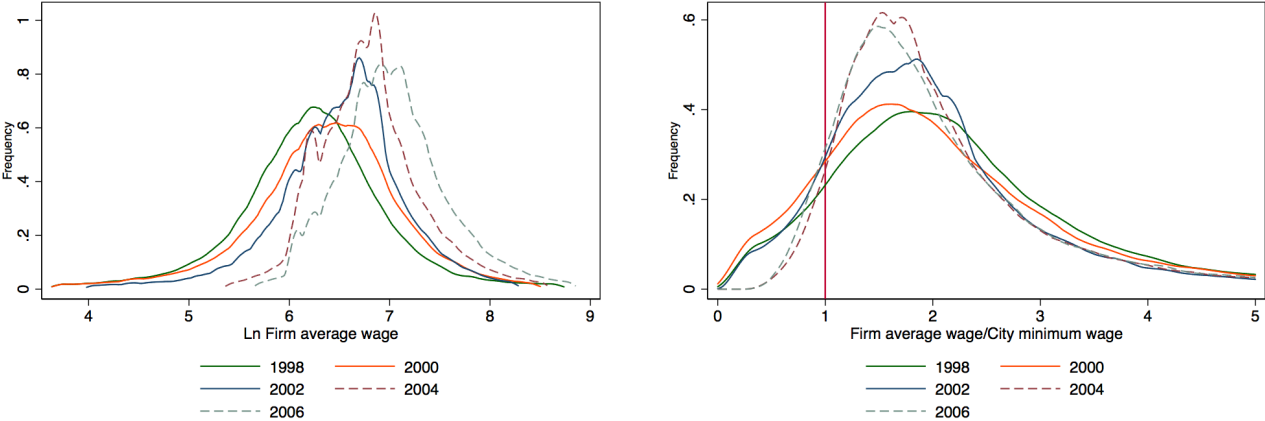 Frequency
1
.8
.6
.4
.2
0
4 5 6 7 8 9
Ln Firm average wage
1998 2000
2002 2004
2006
Frequency
.6
.4
.2
0
0 1 2 3 4 5
Firm average wage/City minimum wage
1998 2000
2002 2004
2006